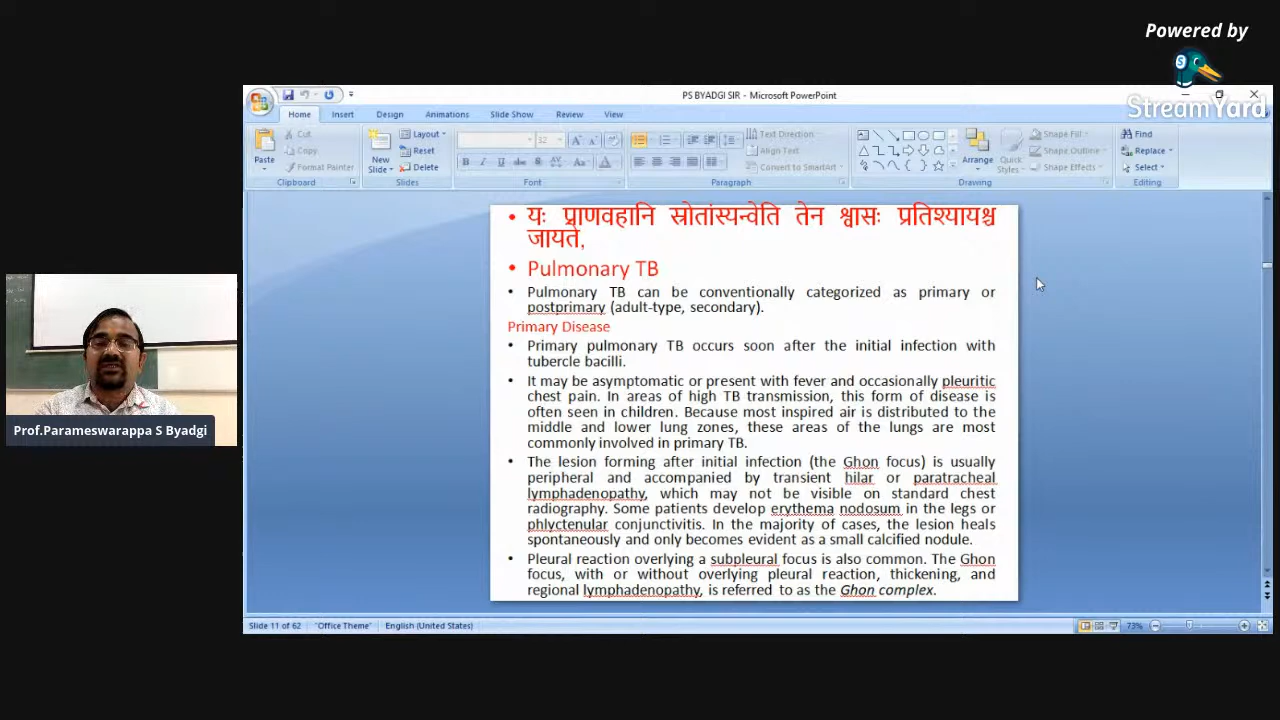 Powered by
StreamYard
PS BYADGI SIR - Microsoft PowerPoint
Home Insert Design Animations Slide Show Review View
Paste
Cut
Copy
Format Painter
Clipboard
New Slide
Layout
Reset
Delete
Slides
32
Font
Text Direction
Align Text
Convert to SmartArt
Paragraph
Arrange
Quick Styles
Shape Fill
Shape Outline
Shape Effects
Drawing
Find
Replace
Select
Editing
• यः प्राणवहानि स्रोतांस्यन्वेति तेन श्वासः प्रतिश्यायश्च
जायते,
• Pulmonary TB
• Pulmonary TB can be conventionally categorized as primary or
postprimary (adult-type, secondary).
Primary Disease
• Primary pulmonary TB occurs soon after the initial infection with
tubercle bacilli.
• It may be asymptomatic or present with fever and occasionally pleuritic
chest pain. In areas of high TB transmission, this form of disease is
often seen in children. Because most inspired air is distributed to the
middle and lower lung zones, these areas of the lungs are most
commonly involved in primary TB.
• The lesion forming after initial infection (the Ghon focus) is usually
peripheral and accompanied by transient hilar or paratracheal
lymphadenopathy, which may not be visible on standard chest
radiography. Some patients develop erythema nodosum in the legs or
phlyctenular conjunctivitis. In the majority of cases, the lesion heals
spontaneously and only becomes evident as a small calcified nodule.
• Pleural reaction overlying a subpleural focus is also common. The Ghon
focus, with or without overlying pleural reaction, thickening, and
regional lymphadenopathy, is referred to as the Ghon complex.
Prof.Parameswarappa S Byadgi
Slide 11 of 62 "Office Theme" English (United States) 73%